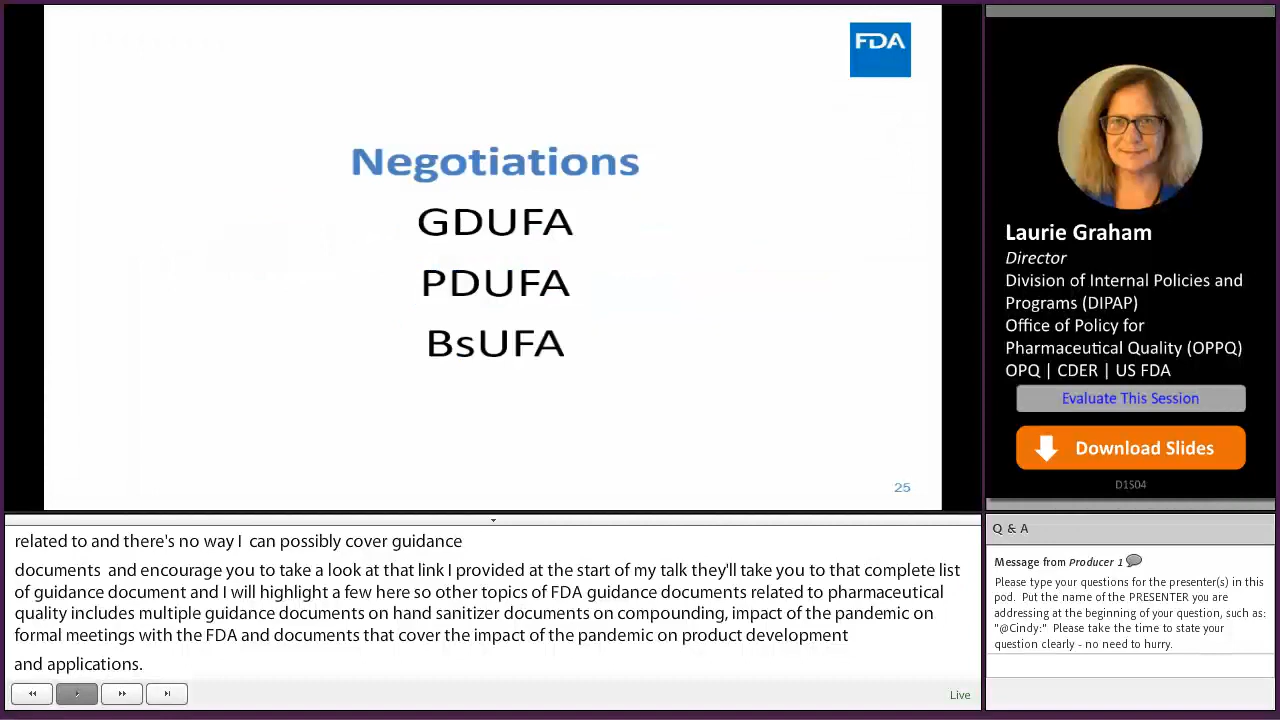 FDA
Negotiations
GDUFA
PDUFA
BsUFA
25
Laurie Graham
Director
Division of Internal Policies and
Programs (DIPAP)
Office of Policy for
Pharmaceutical Quality (OPPQ)
OPQ | CDER | US FDA
Evaluate This Session
Download Slides
D1S04
related to and there's no way I can possibly cover guidance
documents and encourage you to take a look at that link I provided at the start of my talk they'll take you to that complete list
of guidance document and I will highlight a few here so other topics of FDA guidance documents related to pharmaceutical
quality includes multiple guidance documents on hand sanitizer documents on compounding, impact of the pandemic on
formal meetings with the FDA and documents that cover the impact of the pandemic on product development
and applications.
Live
Q & A
Message from Producer 1
Please type your questions for the presenter(s) in this
pod. Put the name of the PRESENTER you are
addressing at the beginning of your question, such as:
"@Cindy:" Please take the time to state your
question clearly - no need to hurry.